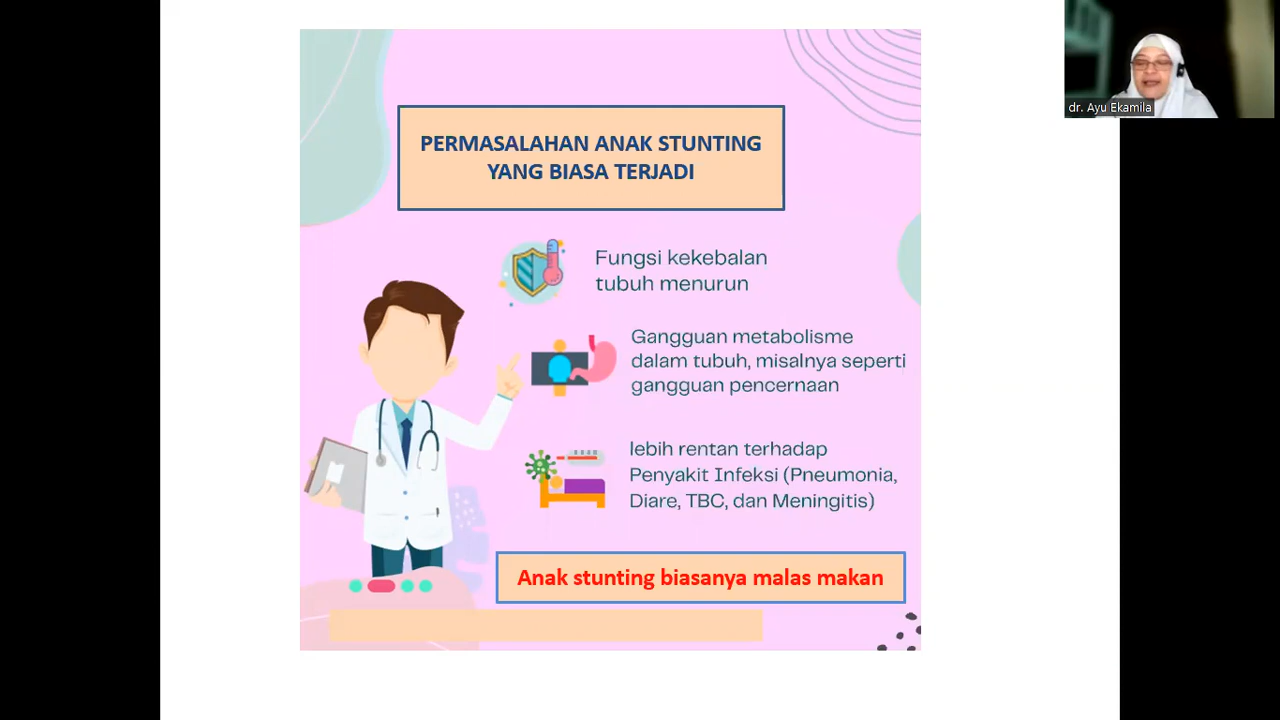 PERMASALAHAN ANAK STUNTING
YANG BIASA TERJADI
Fungsi kekebalan
tubuh menurun
Gangguan metabolisme
dalam tubuh, misalnya seperti
gangguan pencernaan
lebih rentan terhadap
Penyakit Infeksi (Pneumonia,
Diare, TBC, dan Meningitis)
Anak stunting biasanya malas makan
dr. Ayu Ekamila